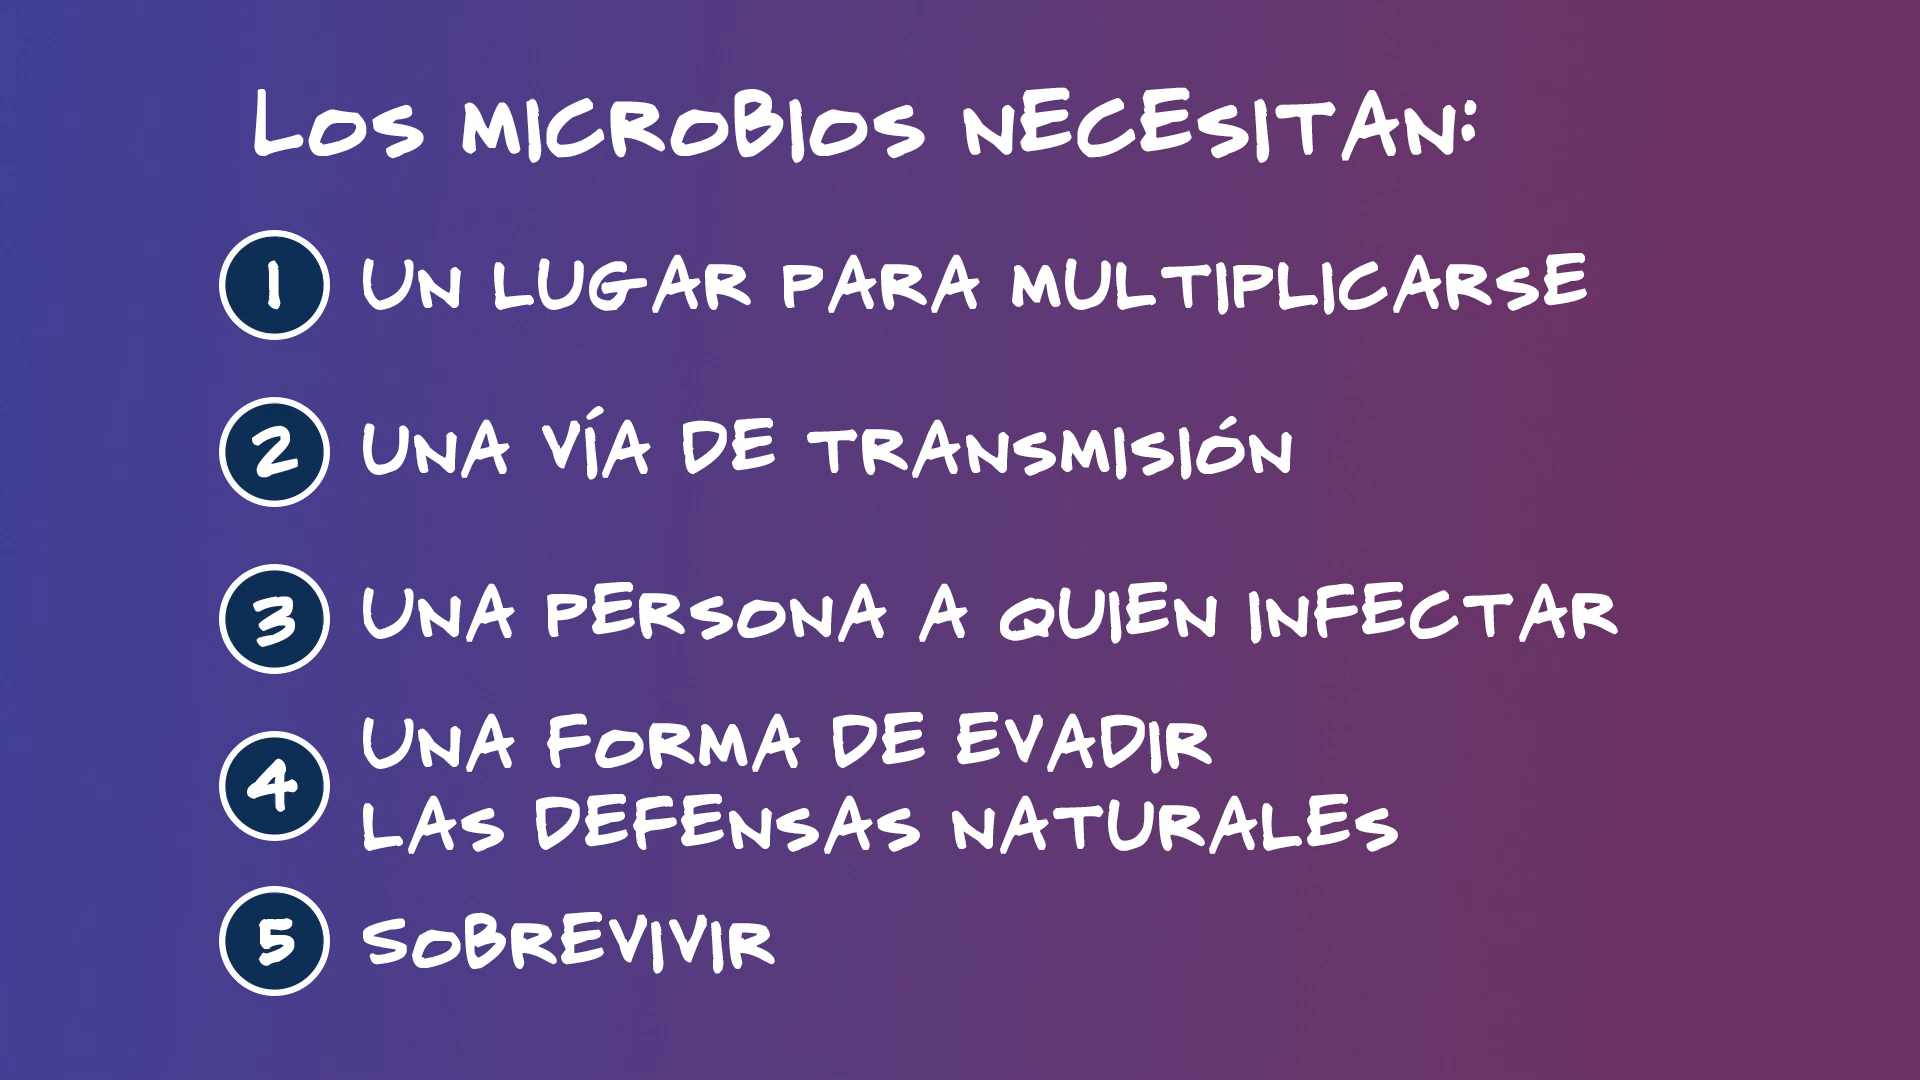 Los microbios necesitan:
1 Un lugar para multiplicarse
2 Una vía de transmisión
3 Una persona a quien infectar
4 Una forma de evadir
las defensas naturales
5 Sobrevivir